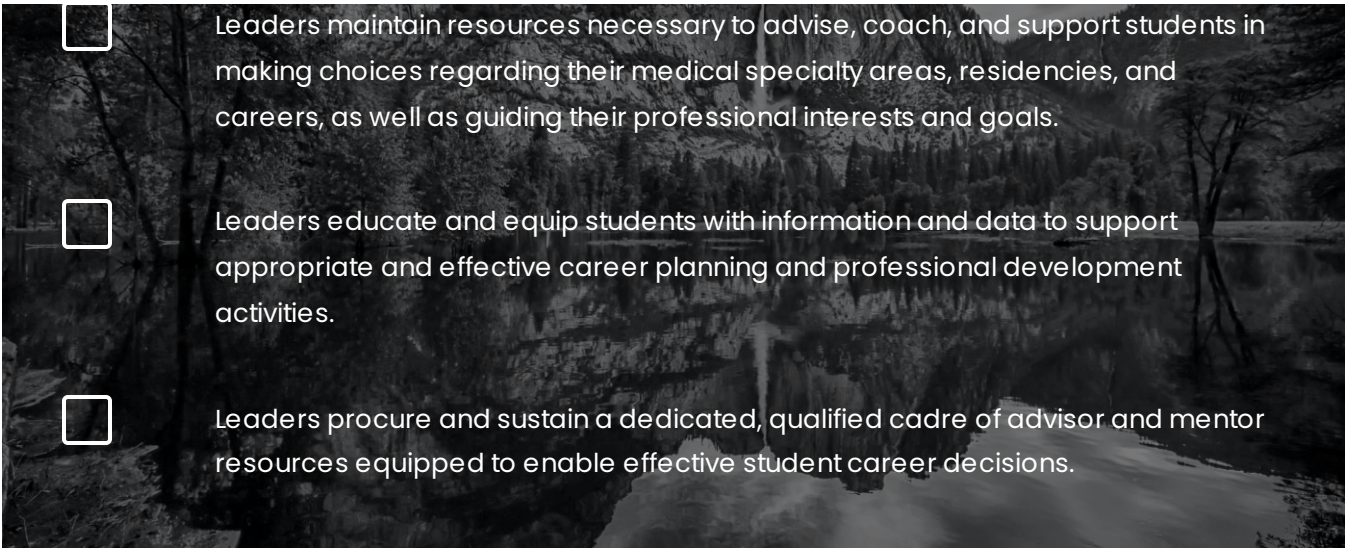 Leaders maintain resources necessary to advise, coach, and support students in
making choices regarding their medical specialty areas, residencies, and
careers, as well as guiding their professional interests and goals.
Leaders educate and equip students with information and data to support
appropriate and effective career planning and professional development
activities.
Leaders procure and sustain a dedicated, qualified cadre of advisor and mentor
resources equipped to enable effective student career decisions.